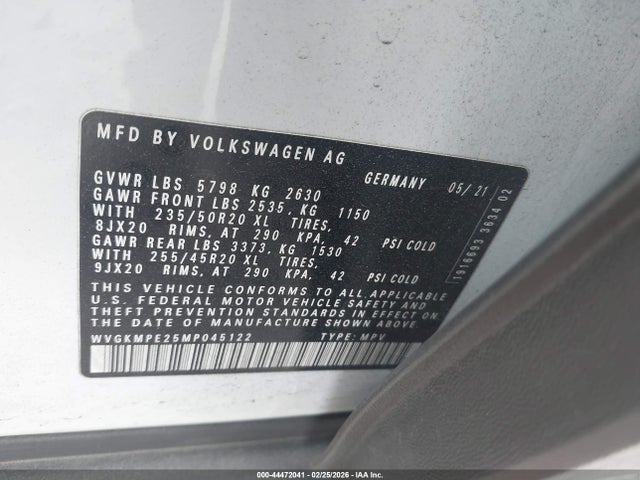 MFD BY VOLKSWAGEN AG
GERMANY 05/21
GVWR LBS 5798 KG 2630
GAWR FRONT LBS 2535, KG 1150
WITH 235/50R20 XL TIRES,
8JX20 RIMS, AT 290 KPA, 42 PSI COLD
GAWR REAR LBS 3373, KG 1530
WITH 255/45R20 XL TIRES,
9JX20 RIMS, AT 290 KPA, 42 PSI COLD
THIS VEHICLE CONFORMS TO ALL APPLICABLE
U.S. FEDERAL MOTOR VEHICLE SAFETY AND
THEFT PREVENTION STANDARDS IN EFFECT ON
THE DATE OF MANUFACTURE SHOWN ABOVE.
WVGKMPE25MP045122 TYPE: MPV
1916693 3634 02
000-44472041 - 02/25/2026 - IAA Inc.